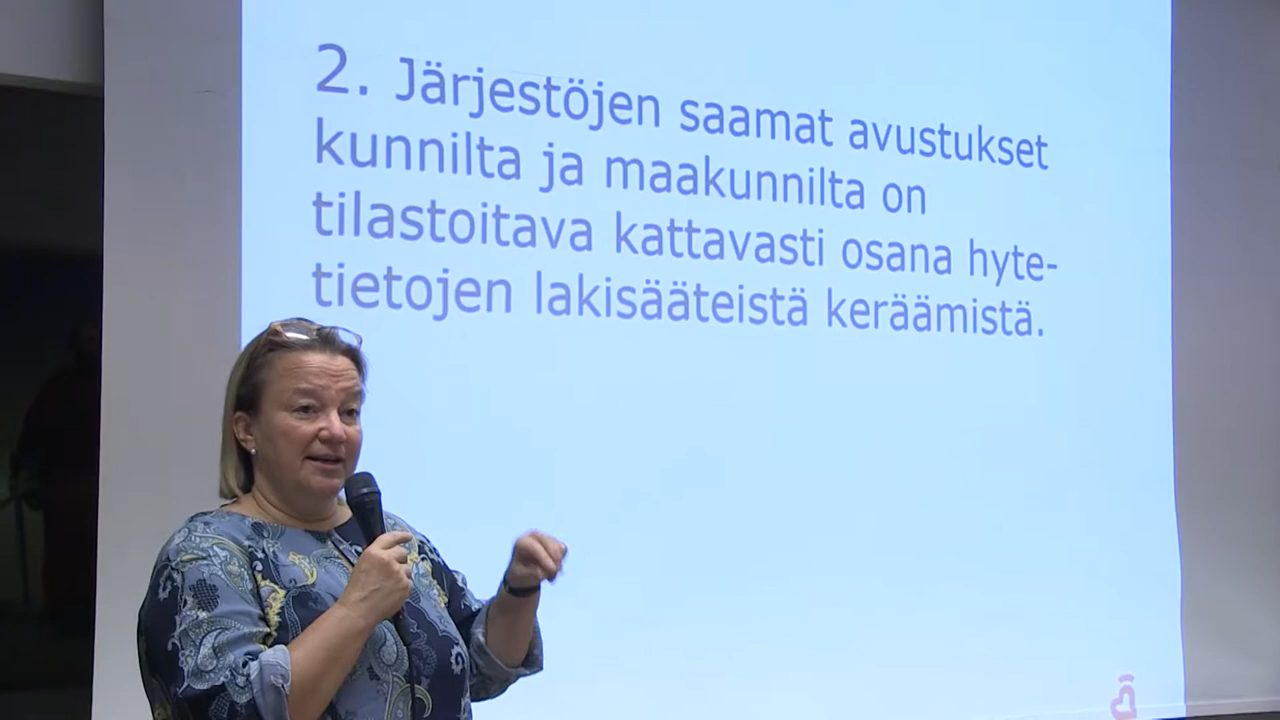 2. Järjestöjen saamat avustukset
kunnilta ja maakunnilta on
tilastoitava kattavasti osana hyte-
tietojen lakisääteistä keräämistä.